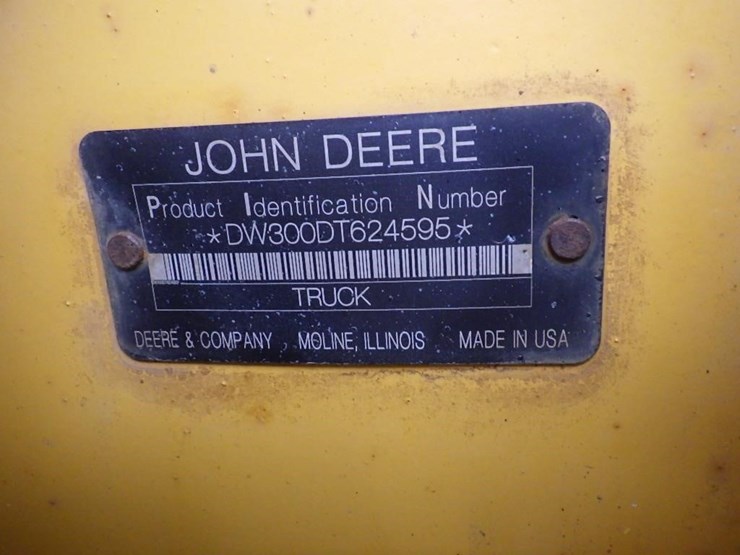 JOHN DEERE
Product Identification Number
*DW300DT624595*
TRUCK
DEERE & COMPANY MOLINE, ILLINOIS MADE IN USA